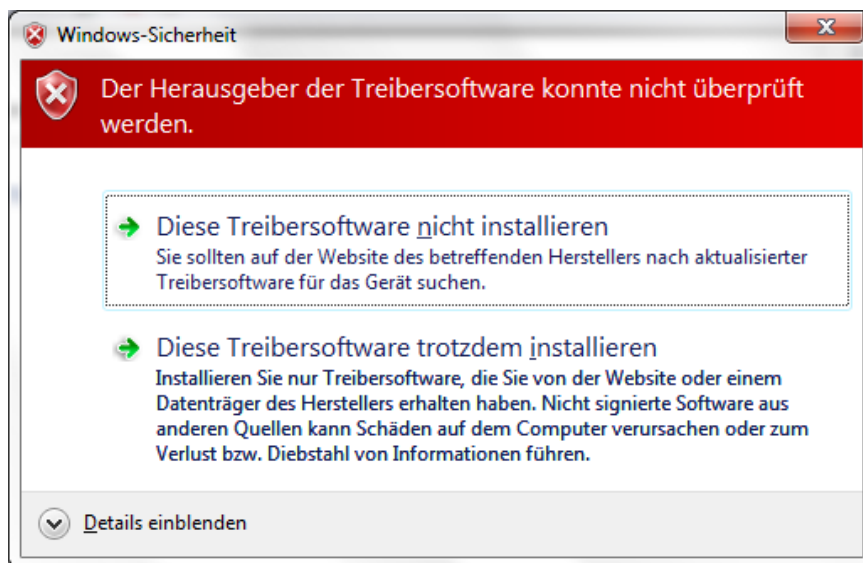 Windows-Sicherheit
Der Herausgeber der Treibersoftware konnte nicht überprüft
werden.
Diese Treibersoftware nicht installieren
Sie sollten auf der Website des betreffenden Herstellers nach aktualisierter
Treibersoftware für das Gerät suchen.
Diese Treibersoftware trotzdem installieren
Installieren Sie nur Treibersoftware, die Sie von der Website oder einem
Datenträger des Herstellers erhalten haben. Nicht signierte Software aus
anderen Quellen kann Schäden auf dem Computer verursachen oder zum
Verlust bzw. Diebstahl von Informationen führen.
Details einblenden